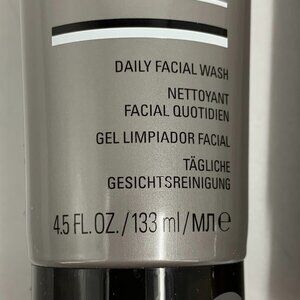 DAILY FACIAL WASH
NETTOYANT
FACIAL QUOTIDIEN
GEL LIMPIADOR FACIAL
TÄGLICHE
GESICHTSREINIGUNG
4.5 FL. OZ. / 133 ml / МЛ ℮